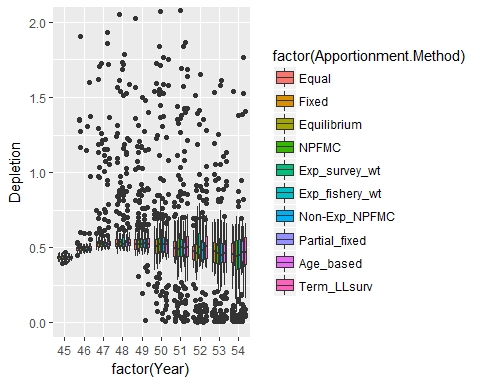 2.0
1.5
1.0
0.5
0.0
Depletion
45 46 47 48 49 50 51 52 53 54
factor(Year)
factor(Apportionment.Method)
Equal
Fixed
Equilibrium
NPFMC
Exp_survey_wt
Exp_fishery_wt
Non-Exp_NPFMC
Partial_fixed
Age_based
Term_LLsurv